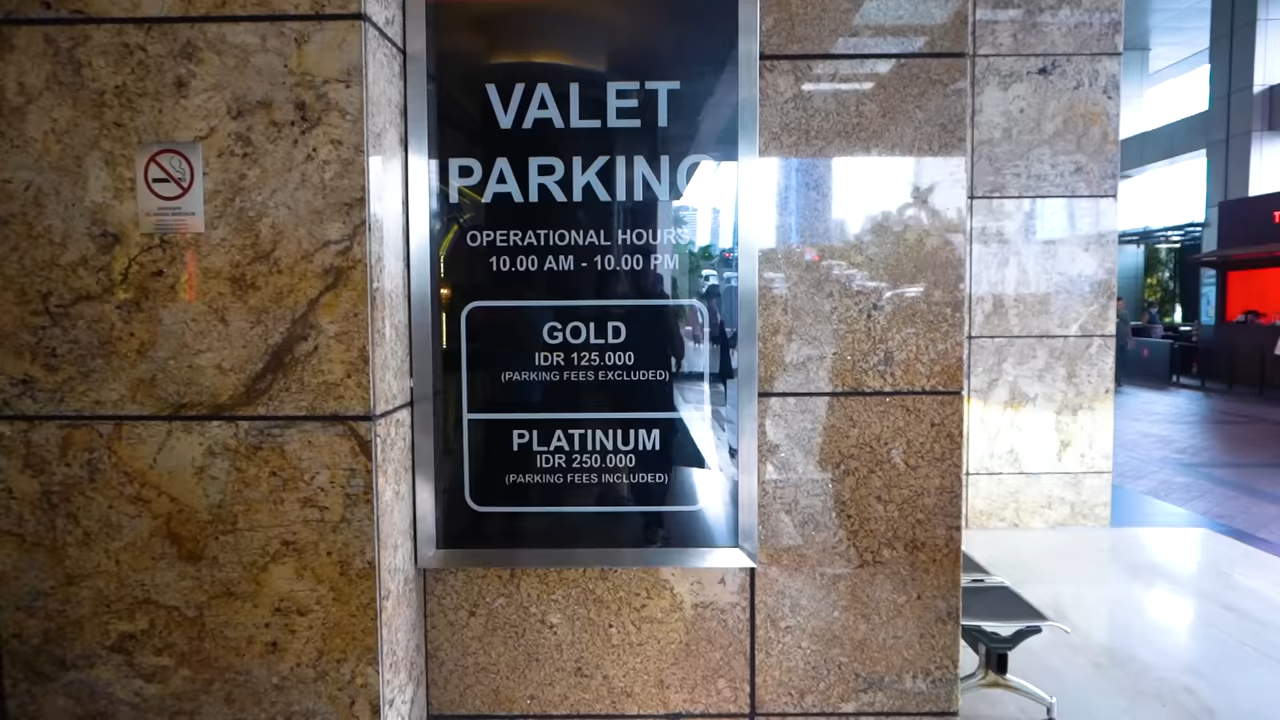 VALET
PARKING
OPERATIONAL HOURS
10.00 AM - 10.00 PM
GOLD
IDR 125.000
(PARKING FEES EXCLUDED)
PLATINUM
IDR 250.000
(PARKING FEES INCLUDED)